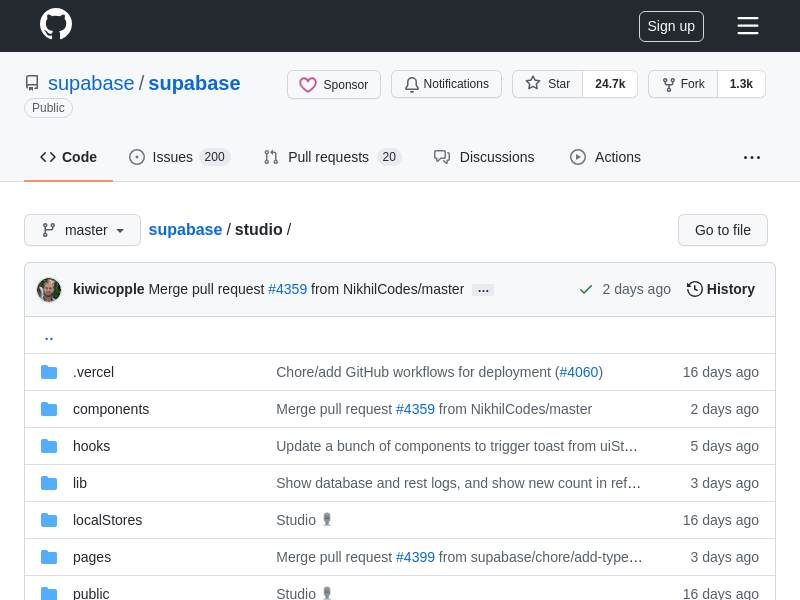 Sign up
supabase / supabase
Public
Sponsor
Notifications
Star 24.7k
Fork 1.3k
Code
Issues 200
Pull requests 20
Discussions
Actions
master
supabase / studio /
Go to file
kiwicopple Merge pull request #4359 from NikhilCodes/master ... 2 days ago History
..
.vercel Chore/add GitHub workflows for deployment (#4060) 16 days ago
components Merge pull request #4359 from NikhilCodes/master 2 days ago
hooks Update a bunch of components to trigger toast from uiSt… 5 days ago
lib Show database and rest logs, and show new count in ref… 3 days ago
localStores Studio 🎙️ 16 days ago
pages Merge pull request #4399 from supabase/chore/add-type… 3 days ago
public Studio 🎙️ 16 days ago